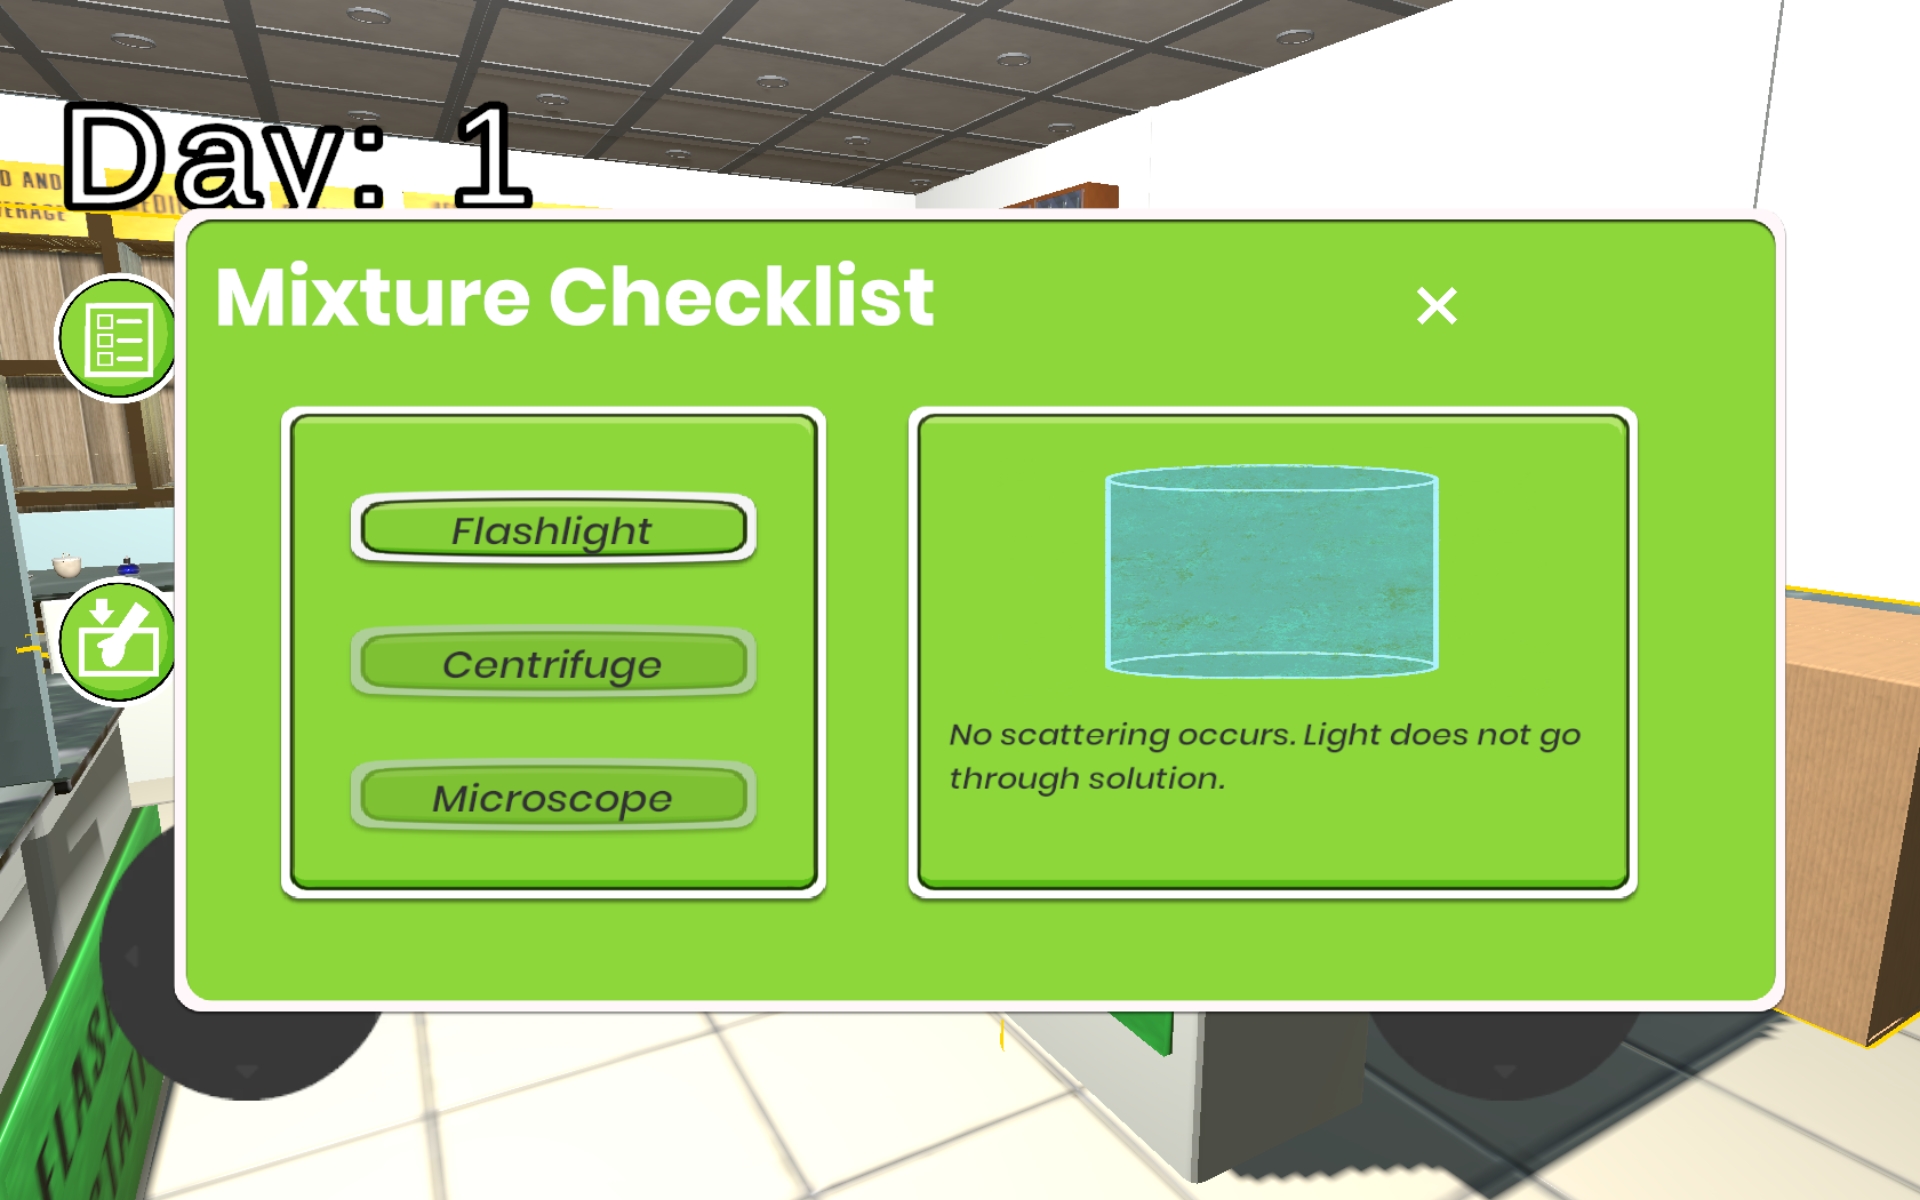 Day: 1
D AND
ERAGE
Mixture Checklist
Flashlight
Centrifuge
Microscope
No scattering occurs. Light does not go
through solution.